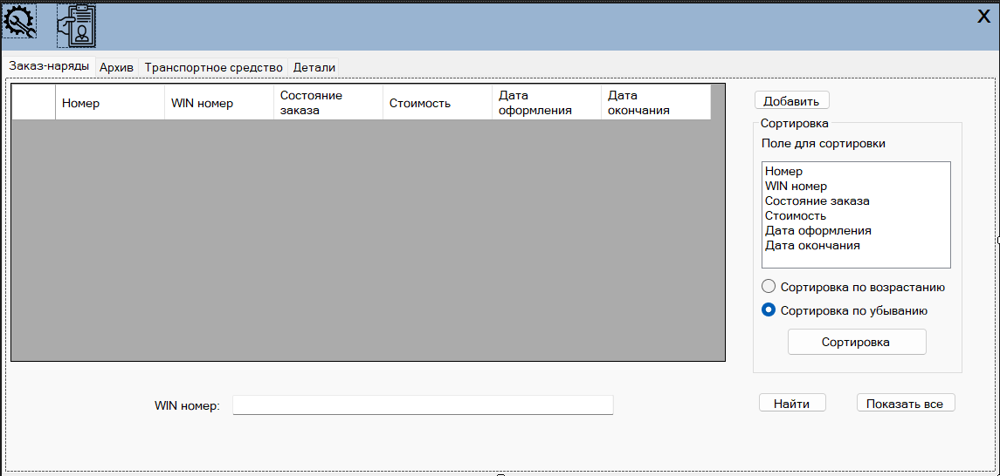 X
Заказ-наряды Архив Транспортное средство Детали
Номер WIN номер Состояние заказа Стоимость Дата оформления Дата окончания
Добавить
Сортировка
Поле для сортировки
Номер
WIN номер
Состояние заказа
Стоимость
Дата оформления
Дата окончания
Сортировка по возрастанию
Сортировка по убыванию
Сортировка
WIN номер:
Найти Показать все